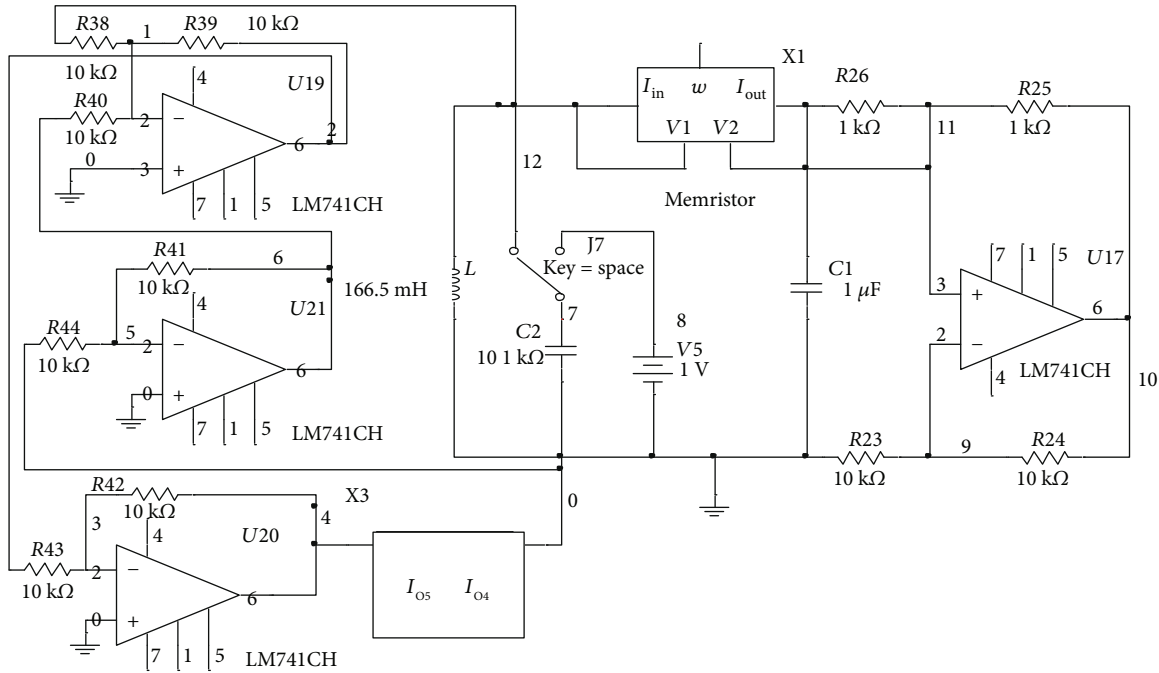 R38
1
R39
10 kΩ
10 kΩ
4
U19
R40
10 kΩ
2
−
6
2
0
3
+
7
1
5
LM741CH
R41
6
10 kΩ
4
U21
R44
10 kΩ
5
2
−
6
0
+
7
1
5
LM741CH
R42
10 kΩ
X3
3
4
U20
4
R43
10 kΩ
2
−
6
0
+
7
1
5
LM741CH
I_O5
I_O4
0
L
166.5 mH
12
J7
Key = space
7
C2
10 1 kΩ
8
V5
1 V
X1
I_in
w
I_out
V1
V2
Memristor
R26
1 kΩ
11
R25
1 kΩ
C1
1 μF
7
1
5
U17
3
+
6
2
−
4
LM741CH
10
R23
10 kΩ
9
R24
10 kΩ